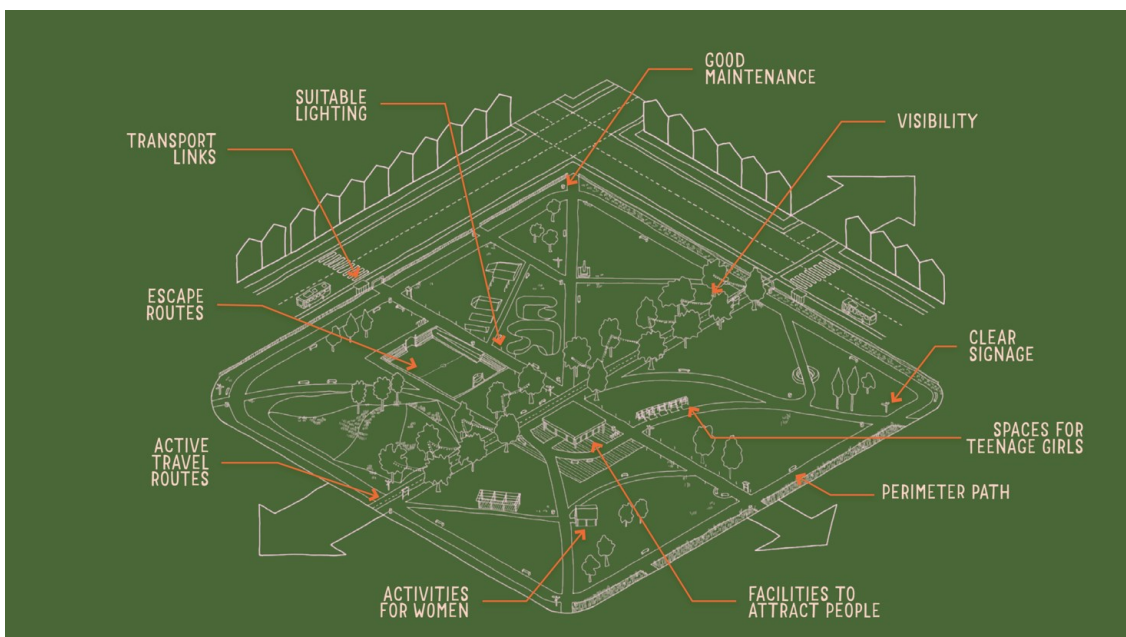 GOOD
MAINTENANCE
SUITABLE
LIGHTING
VISIBILITY
TRANSPORT
LINKS
ESCAPE
ROUTES
CLEAR
SIGNAGE
SPACES FOR
TEENAGE GIRLS
ACTIVE
TRAVEL
ROUTES
PERIMETER PATH
ACTIVITIES
FOR WOMEN
FACILITIES TO
ATTRACT PEOPLE